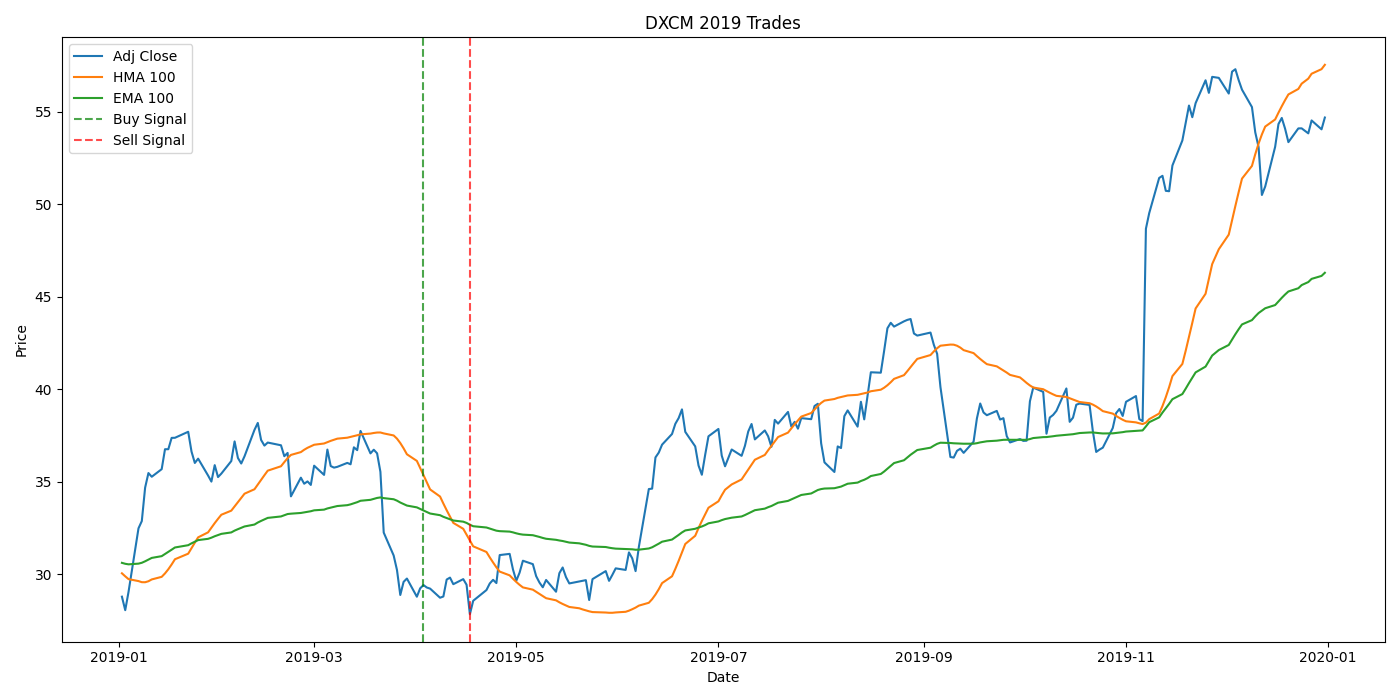 DXCM 2019 Trades
Adj Close
HMA 100
EMA 100
Buy Signal
Sell Signal
Price
55
50
45
40
35
30
2019-01
2019-03
2019-05
2019-07
2019-09
2019-11
2020-01
Date